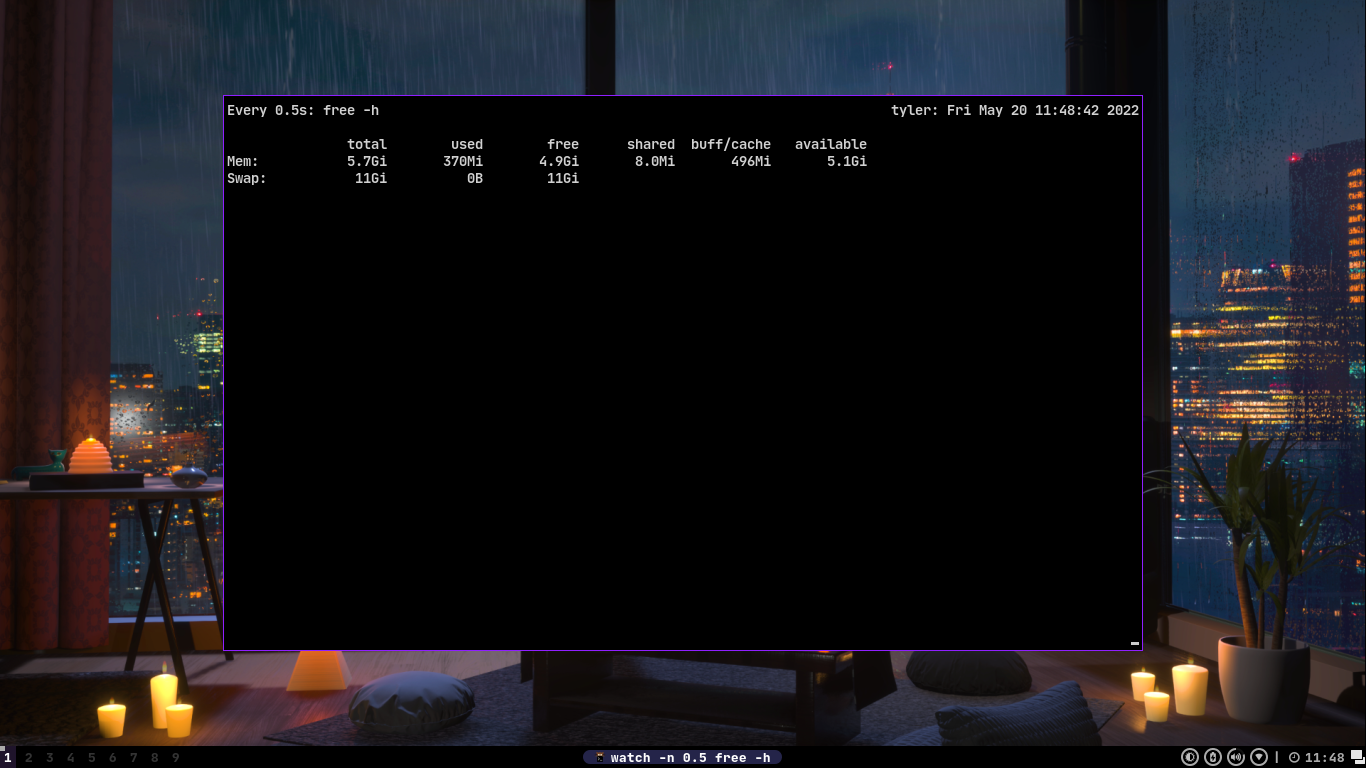 Every 0.5s: free -h tyler: Fri May 20 11:48:42 2022
total used free shared buff/cache available
Mem: 5.7Gi 370Mi 4.9Gi 8.0Mi 496Mi 5.1Gi
Swap: 11Gi 0B 11Gi
1 2 3 4 5 6 7 8 9 watch -n 0.5 free -h | 11:48